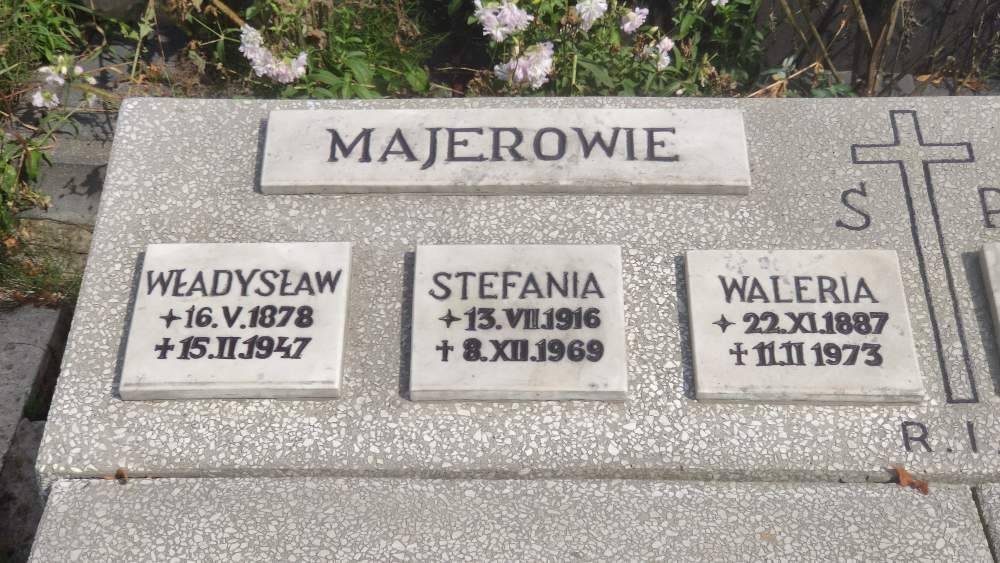 MAJEROWIE
WŁADYSŁAW
16.V.1878
15.II.1947
STEFANIA
13.VII.1916
8.XII.1969
WALERIA
22.XI.1887
11.II 1973
S
R.I